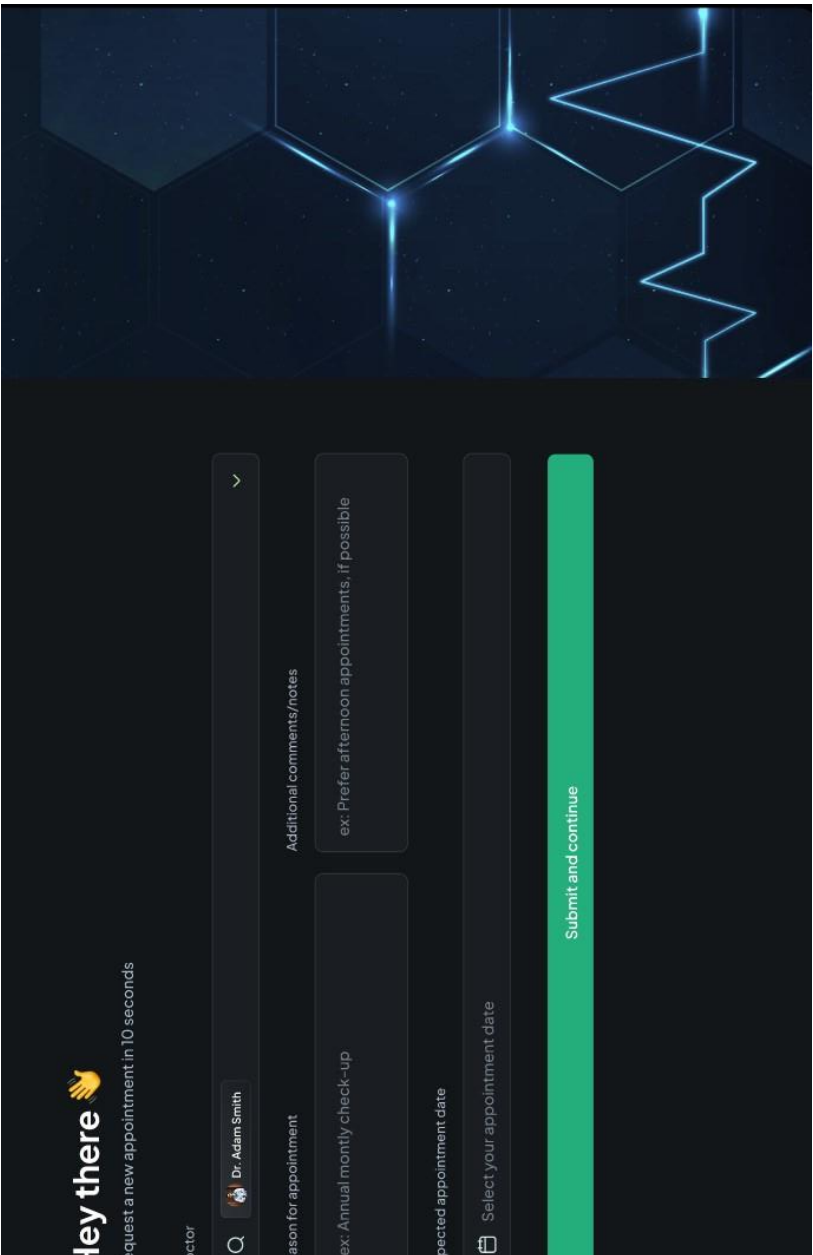 Hey there 👋
equest a new appointment in 10 seconds
octor
Dr. Adam Smith
ason for appointment
ex: Annual montly check-up
Additional comments/notes
ex: Prefer afternoon appointments, if possible
pected appointment date
Select your appointment date
Submit and continue